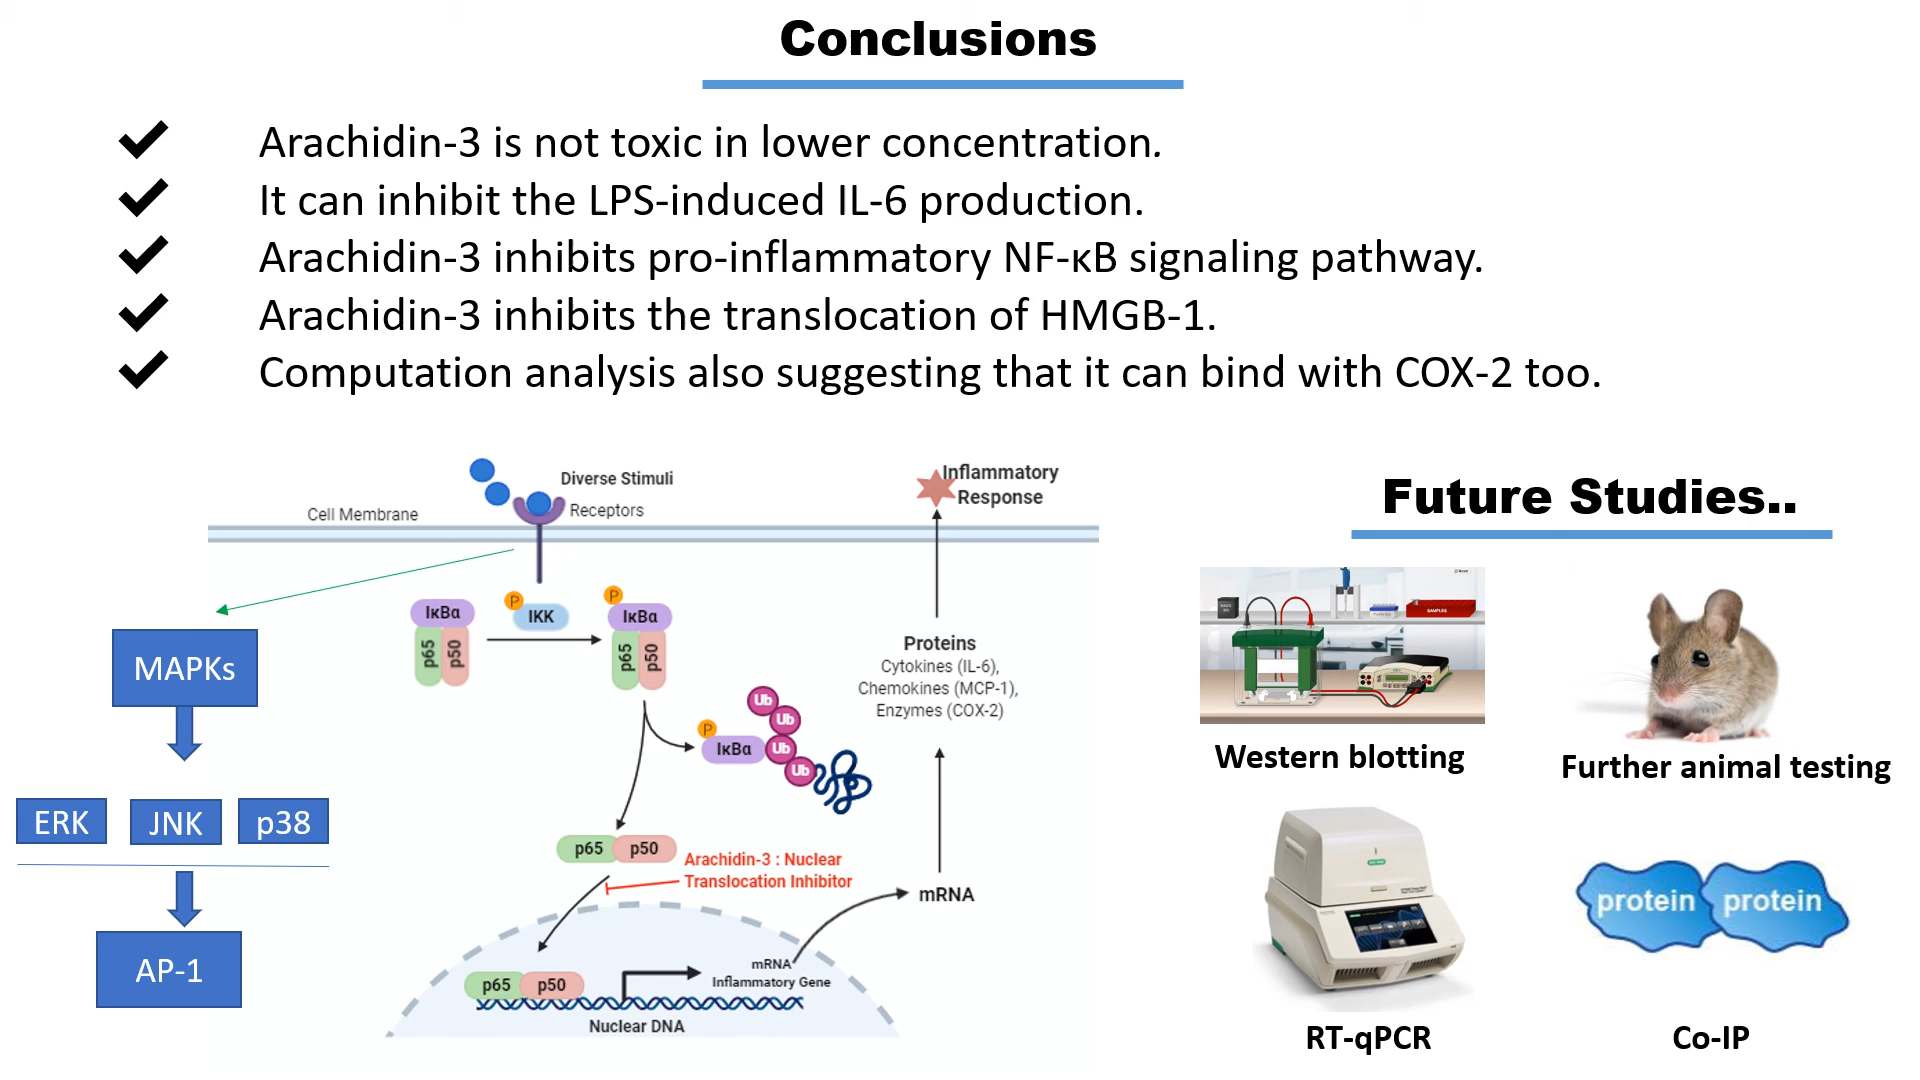 Conclusions
✔ Arachidin-3 is not toxic in lower concentration.
✔ It can inhibit the LPS-induced IL-6 production.
✔ Arachidin-3 inhibits pro-inflammatory NF-κB signaling pathway.
✔ Arachidin-3 inhibits the translocation of HMGB-1.
✔ Computation analysis also suggesting that it can bind with COX-2 too.
Diverse Stimuli
Receptors
Cell Membrane
Inflammatory
Response
MAPKs
ERK JNK p38
AP-1
IκBα
p65 p50
P
IKK
P
IκBα
p65 p50
P
IκBα
Ub
Ub
Ub
Ub
p65 p50
Arachidin-3 : Nuclear
Translocation Inhibitor
p65 p50
mRNA
Inflammatory Gene
Nuclear DNA
mRNA
Proteins
Cytokines (IL-6),
Chemokines (MCP-1),
Enzymes (COX-2)
Future Studies..
SAMPLES
Western blotting
Further animal testing
RT-qPCR
protein protein
Co-IP